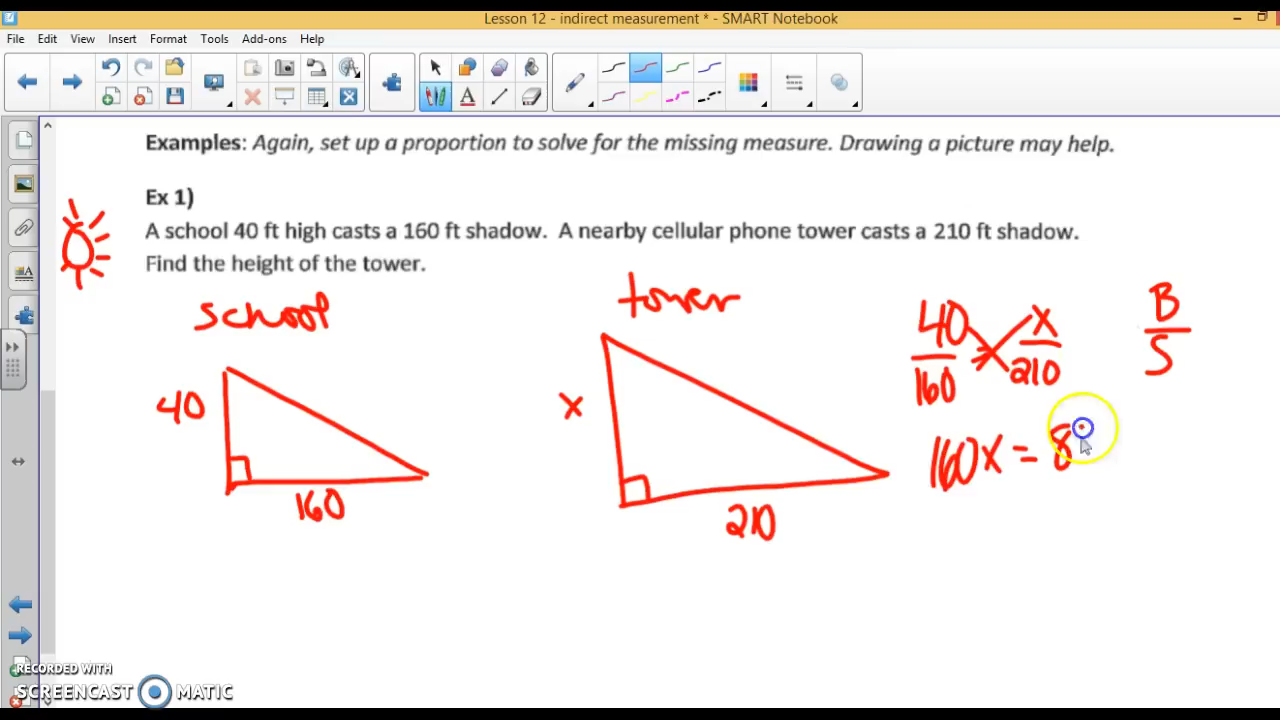 Lesson 12 - indirect measurement * - SMART Notebook
File Edit View Insert Format Tools Add-ons Help
Examples: Again, set up a proportion to solve for the missing measure. Drawing a picture may help.
Ex 1)
A school 40 ft high casts a 160 ft shadow. A nearby cellular phone tower casts a 210 ft shadow.
Find the height of the tower.
school
tower
40
160
x
210
40 x B
160 = 210 S
160x = 8
RECORDED WITH
SCREENCAST MATIC